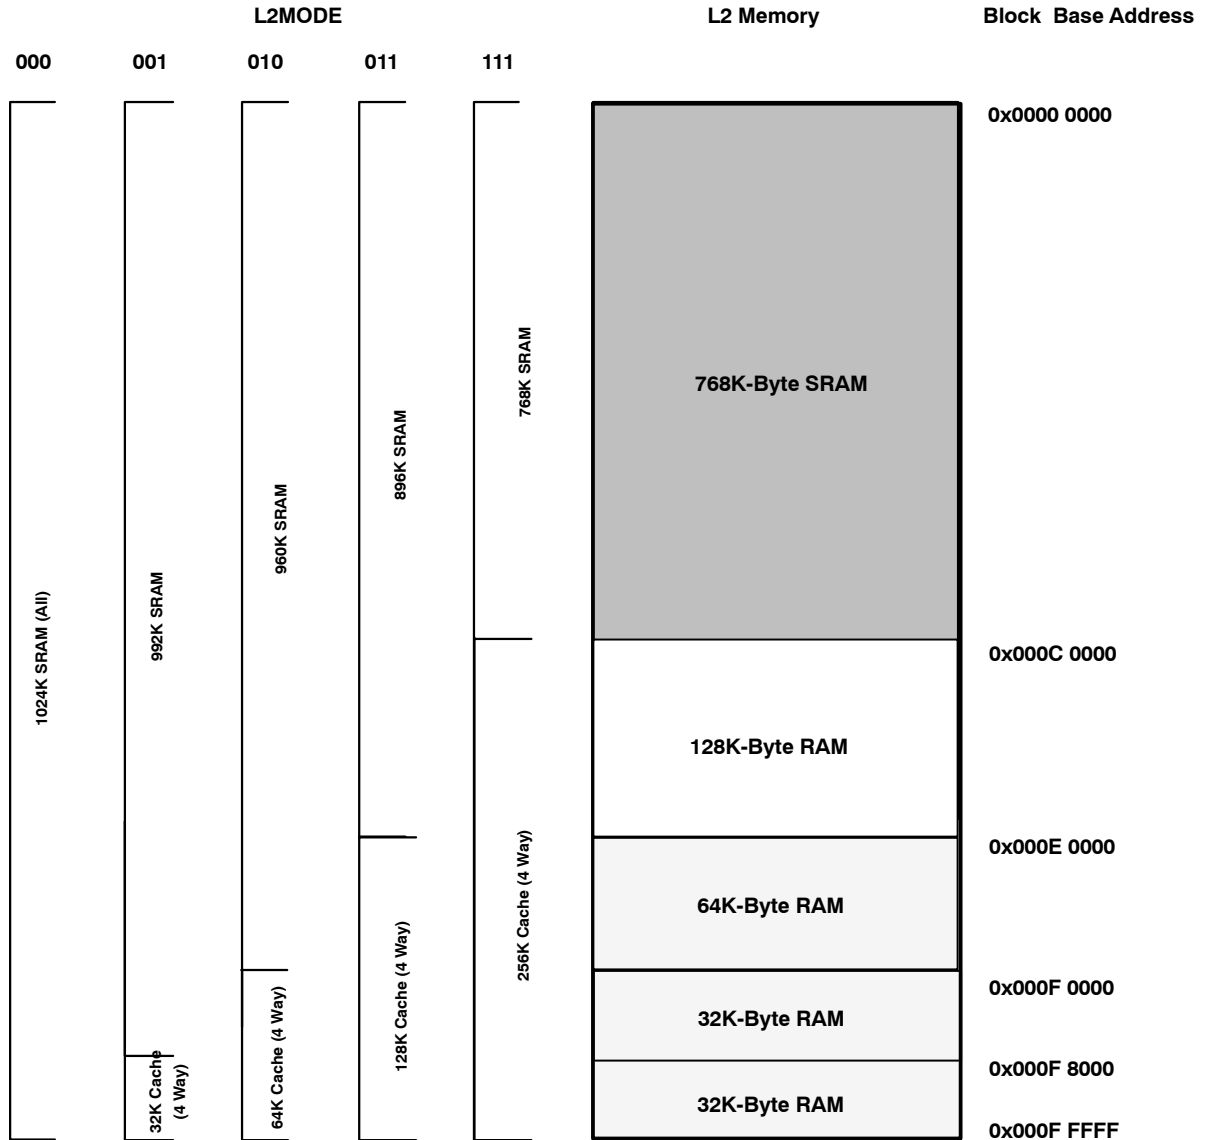 L2MODE
L2 Memory
Block Base Address
000
001
010
011
111
0x0000 0000
768K SRAM
768K-Byte SRAM
896K SRAM
960K SRAM
992K SRAM
1024K SRAM (All)
0x000C 0000
128K-Byte RAM
0x000E 0000
256K Cache (4 Way)
64K-Byte RAM
128K Cache (4 Way)
0x000F 0000
64K Cache (4 Way)
32K-Byte RAM
32K Cache
(4 Way)
0x000F 8000
32K-Byte RAM
0x000F FFFF